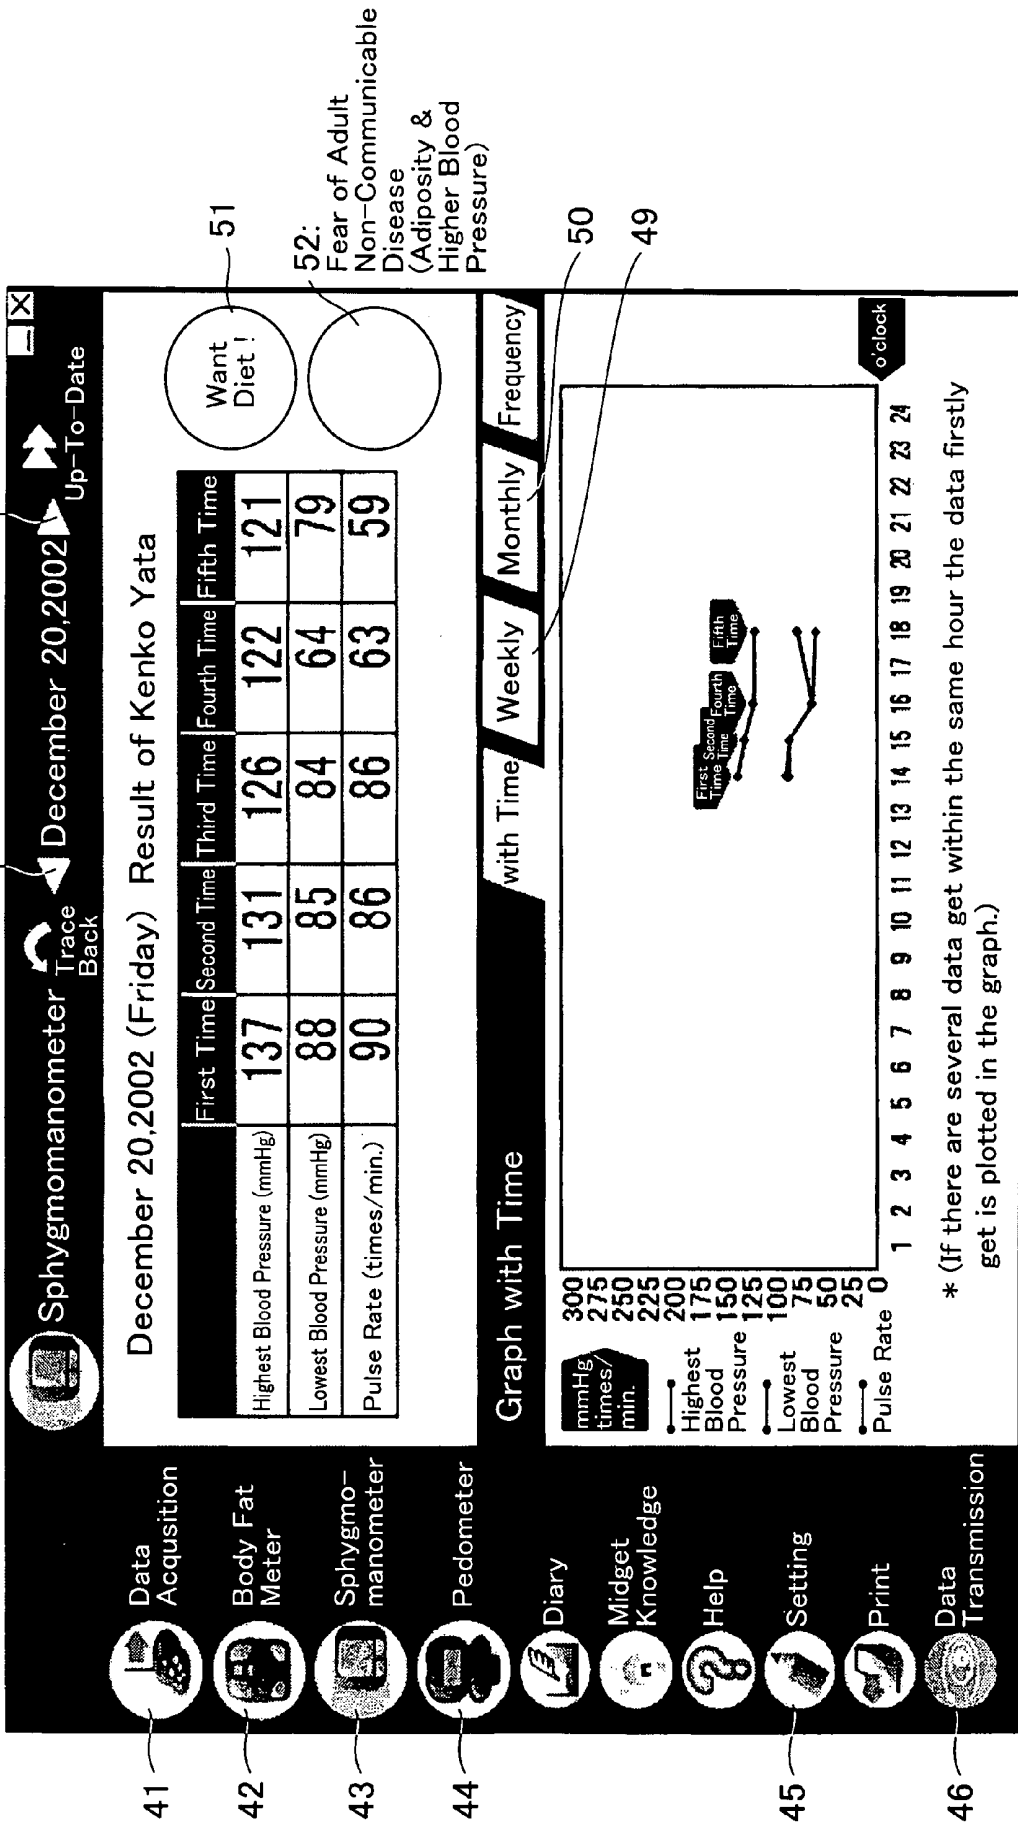 Sphygmomanometer
Trace
Back
December 20,2002
Up-To-Date
41
Data
Acqusition
42
Body Fat
Meter
43
Sphygmo-
manometer
44
Pedometer
Diary
Midget
Knowledge
Help
45
Setting
Print
46
Data
Transmission
December 20,2002 (Friday) Result of Kenko Yata
First Time Second Time Third Time Fourth Time Fifth Time
Highest Blood Pressure (mmHg) 137 131 126 122 121
Lowest Blood Pressure (mmHg) 88 85 84 64 79
Pulse Rate (times/min.) 90 86 86 63 59
Want
Diet !
51
52:
Fear of Adult
Non-Communicable
Disease
(Adiposity &
Higher Blood
Pressure)
Graph with Time
with Time Weekly Monthly Frequency
50
49
mmHg
times/
min.
Highest
Blood
Pressure
Lowest
Blood
Pressure
Pulse Rate
300
275
250
225
200
175
150
125
100
75
50
25
0
First
Time
Second
Time
Fourth
Time
Fifth
Time
1 2 3 4 5 6 7 8 9 10 11 12 13 14 15 16 17 18 19 20 21 22 23 24
o'clock
* (If there are several data get within the same hour the data firstly
get is plotted in the graph.)